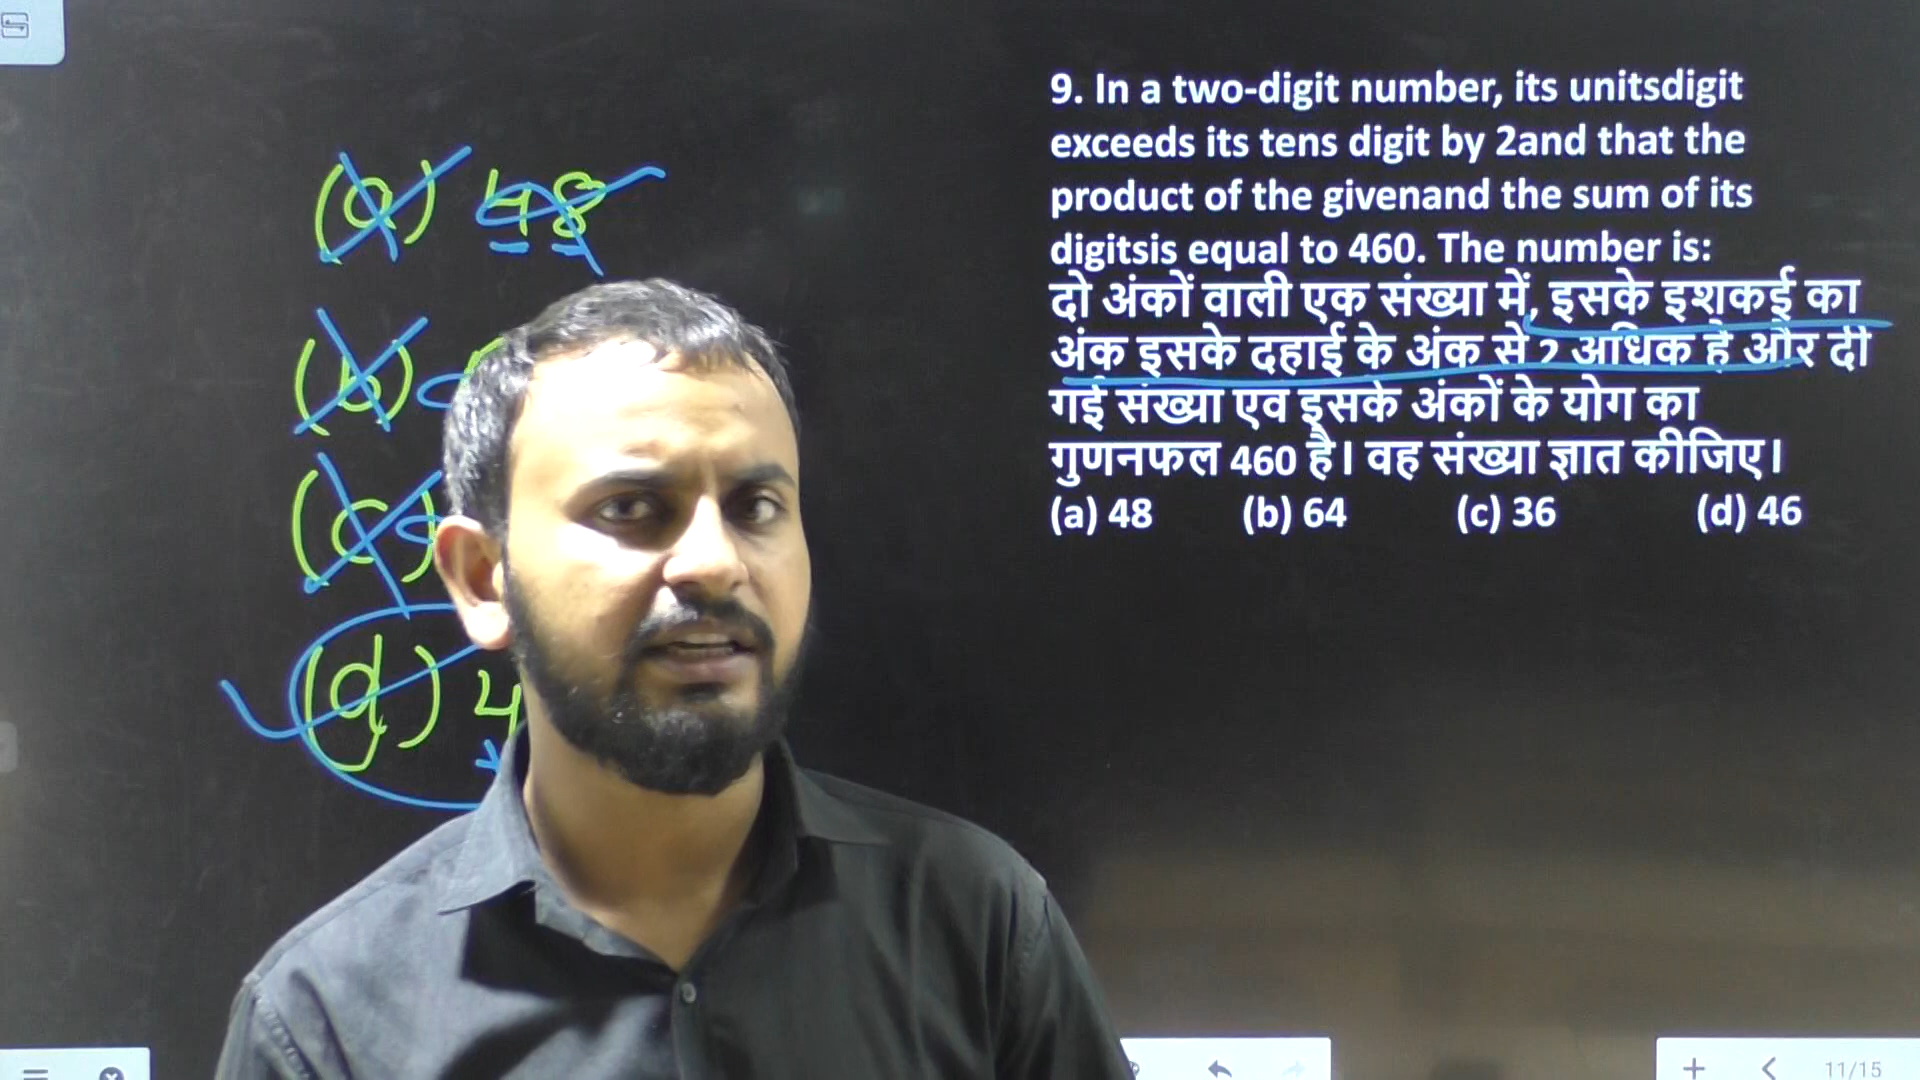 (a) 48
(b)
(c)
(d) 4
9. In a two-digit number, its unitsdigit
exceeds its tens digit by 2and that the
product of the givenand the sum of its
digitsis equal to 460. The number is:
दो अंकों वाली एक संख्या में, इसके इशकई का
अंक इसके दहाई के अंक से 2 अधिक है और दी
गई संख्या एव इसके अंकों के योग का
गुणनफल 460 है। वह संख्या ज्ञात कीजिए।
(a) 48 (b) 64 (c) 36 (d) 46
11/15